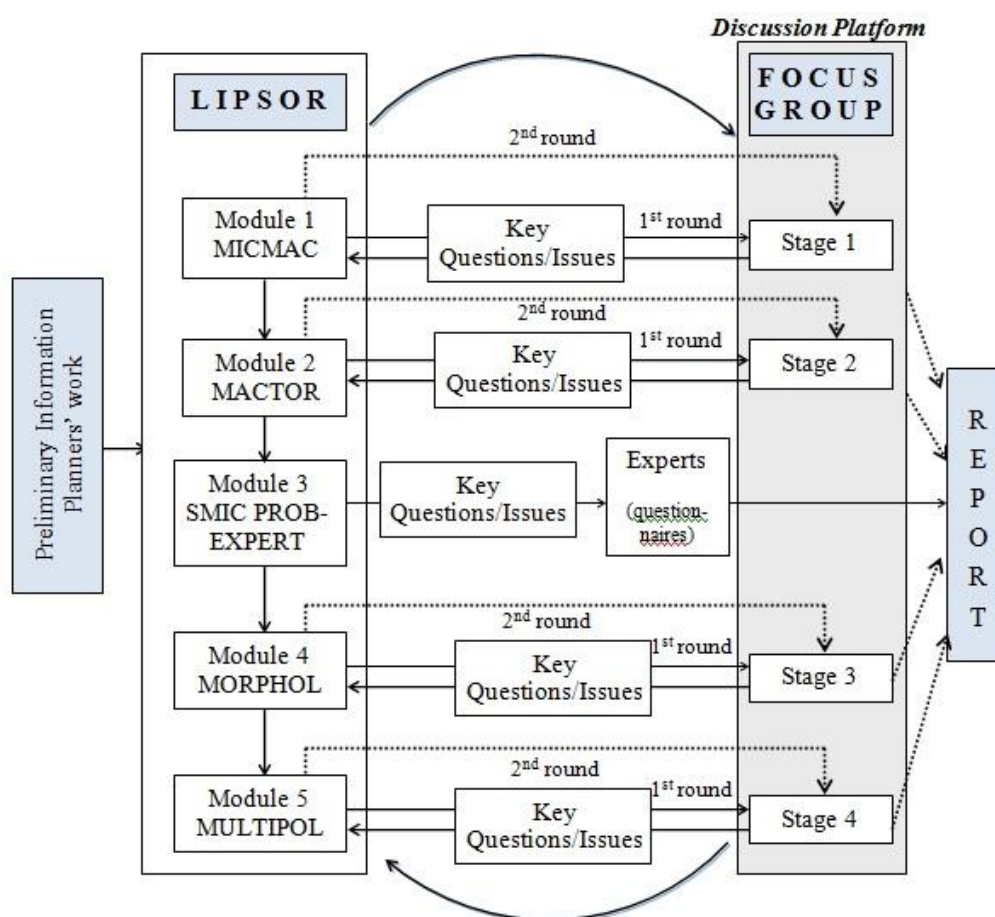 Discussion Platform
LIPSOR
FOCUS
GROUP
2nd round
Module 1
MICMAC
Key
Questions/Issues
1st round
Stage 1
2nd round
Module 2
MACTOR
Key
Questions/Issues
1st round
Stage 2
Preliminary Information
Planners’ work
Module 3
SMIC PROB-
EXPERT
Key
Questions/Issues
Experts
(question-
naires)
REPORT
2nd round
Module 4
MORPHOL
Key
Questions/Issues
1st round
Stage 3
2nd round
Module 5
MULTIPOL
Key
Questions/Issues
1st round
Stage 4